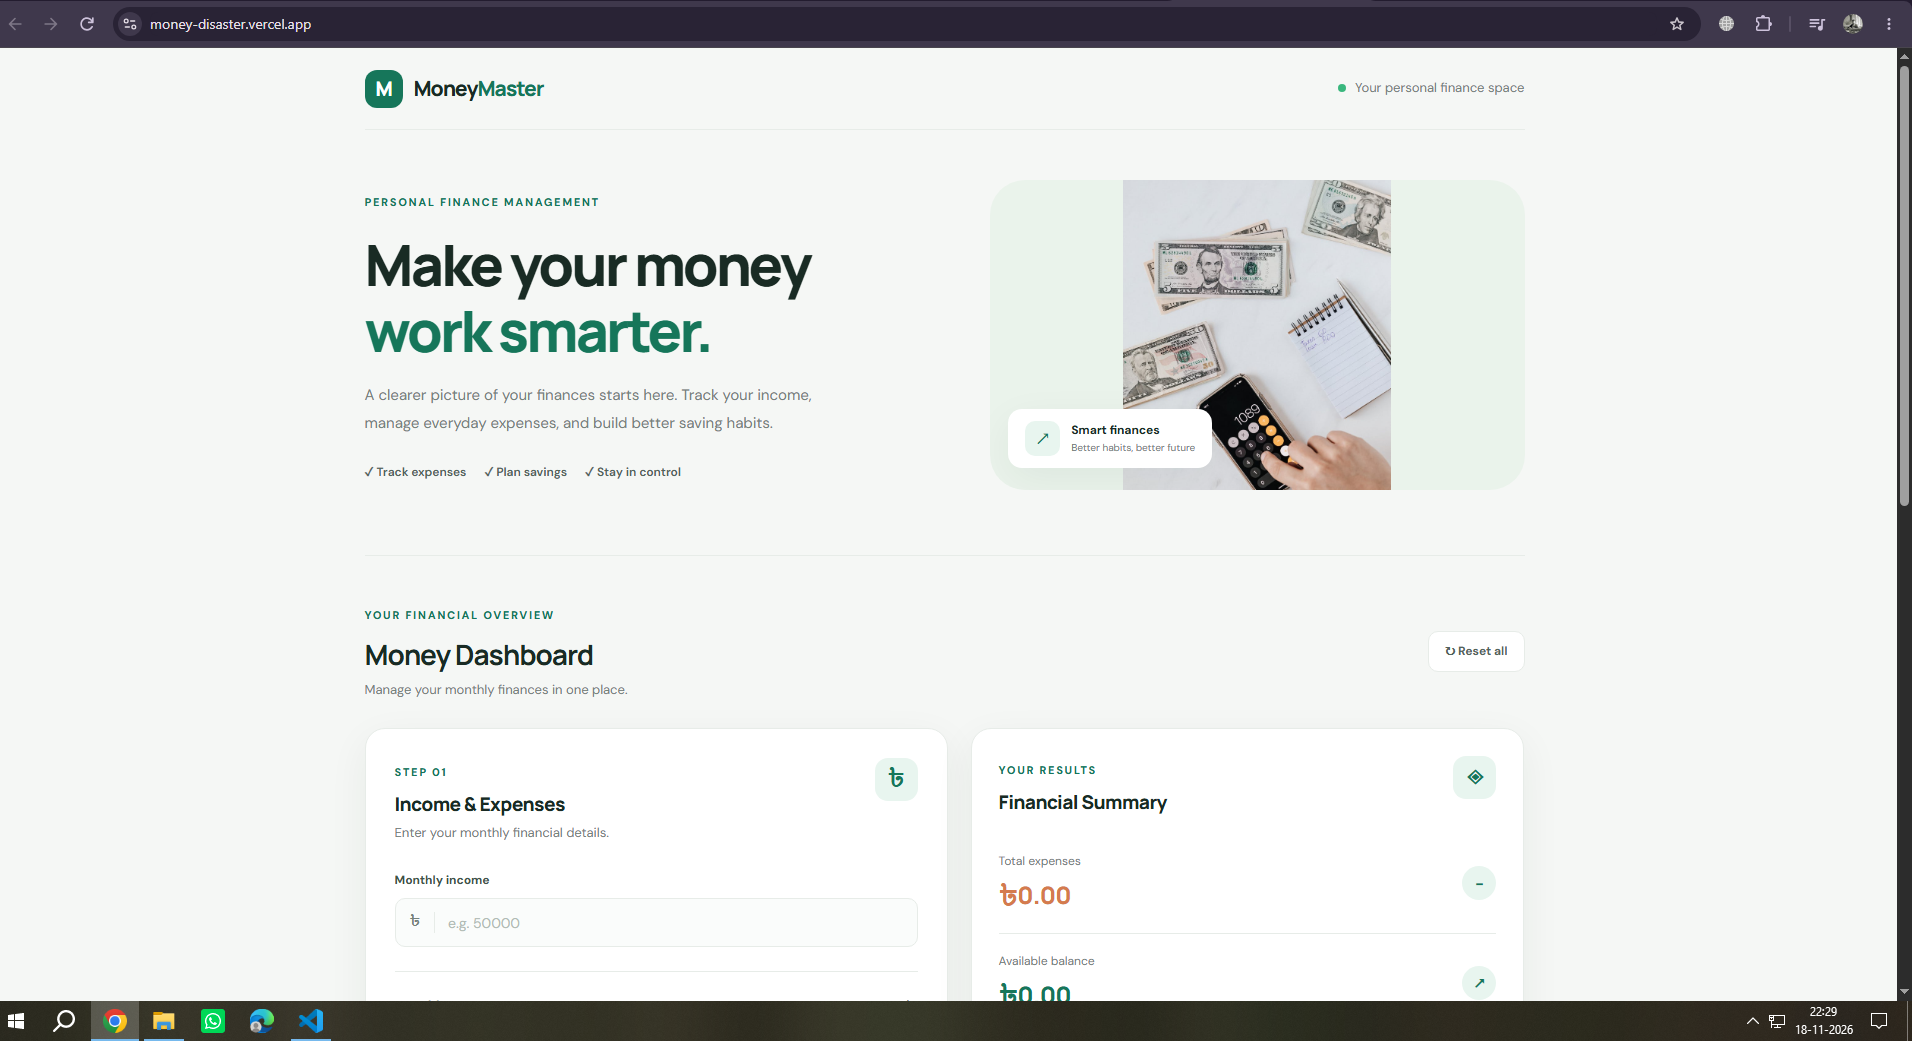 money-disaster.vercel.app
M MoneyMaster
Your personal finance space
PERSONAL FINANCE MANAGEMENT
Make your money
work smarter.
A clearer picture of your finances starts here. Track your income,
manage everyday expenses, and build better saving habits.
✓ Track expenses ✓ Plan savings ✓ Stay in control
1089
Smart finances
Better habits, better future
YOUR FINANCIAL OVERVIEW
Money Dashboard
Manage your monthly finances in one place.
↻ Reset all
STEP 01
৳
Income & Expenses
Enter your monthly financial details.
Monthly income
৳ e.g. 50000
YOUR RESULTS
Financial Summary
Total expenses
৳0.00
−
Available balance
৳0.00
22:29
18-11-2026